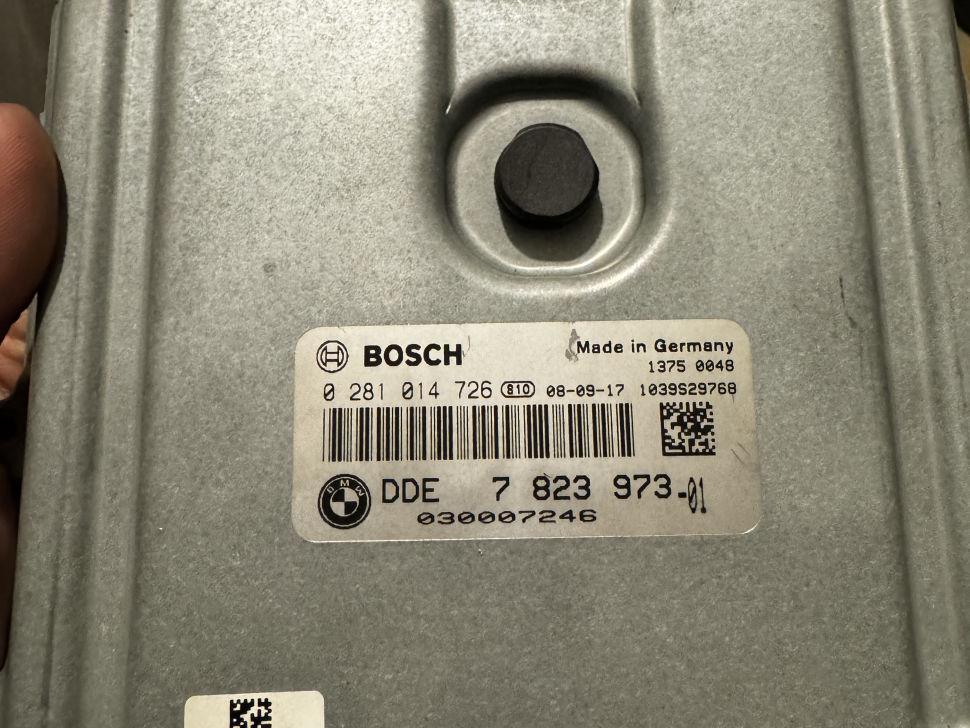 BOSCH
Made in Germany
1375 0048
0 281 014 726 810 08-09-17 1039S29768
BMW
DDE 7 823 973-01
030007246